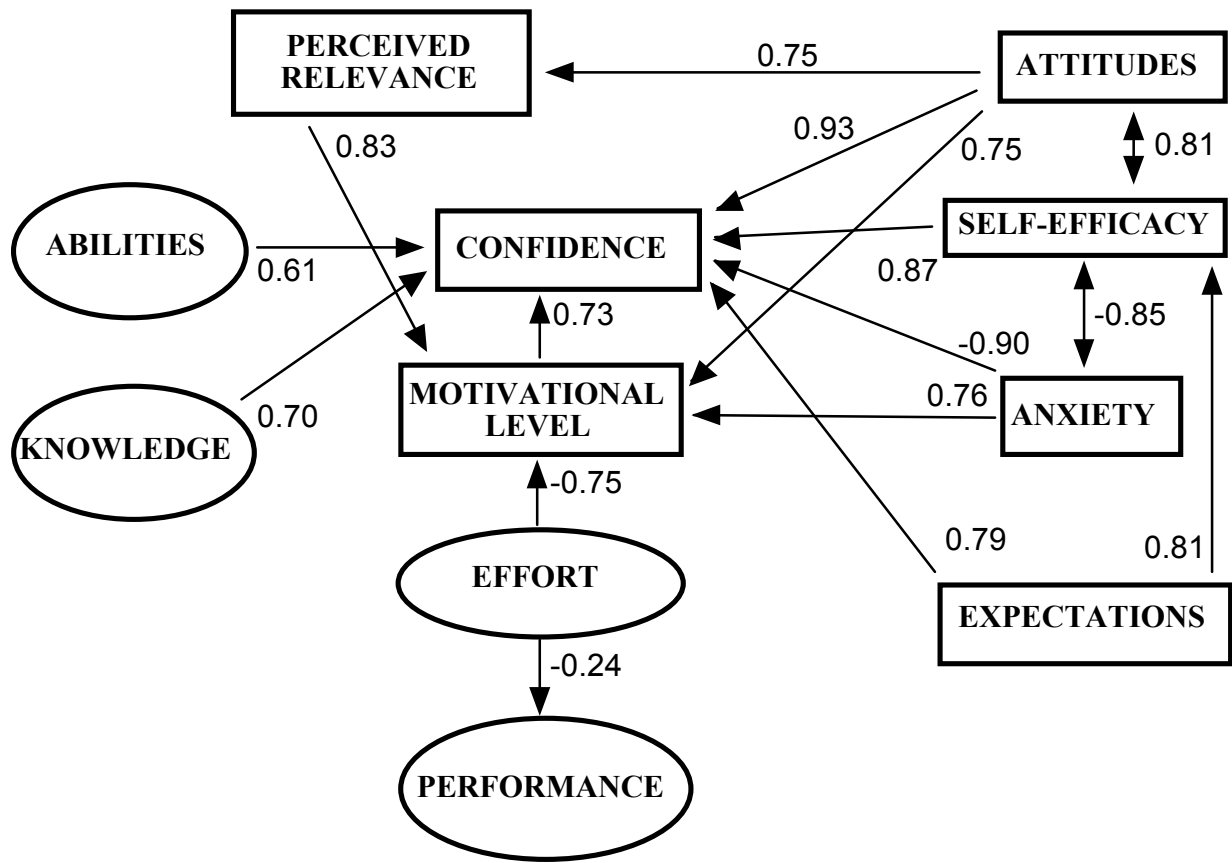 PERCEIVED
RELEVANCE
0.75
ATTITUDES
0.83
0.93
0.75
0.81
ABILITIES
0.61
CONFIDENCE
SELF-EFFICACY
0.87
0.73
-0.90
-0.85
KNOWLEDGE
0.70
MOTIVATIONAL
LEVEL
0.76
ANXIETY
-0.75
EFFORT
0.79
0.81
EXPECTATIONS
-0.24
PERFORMANCE